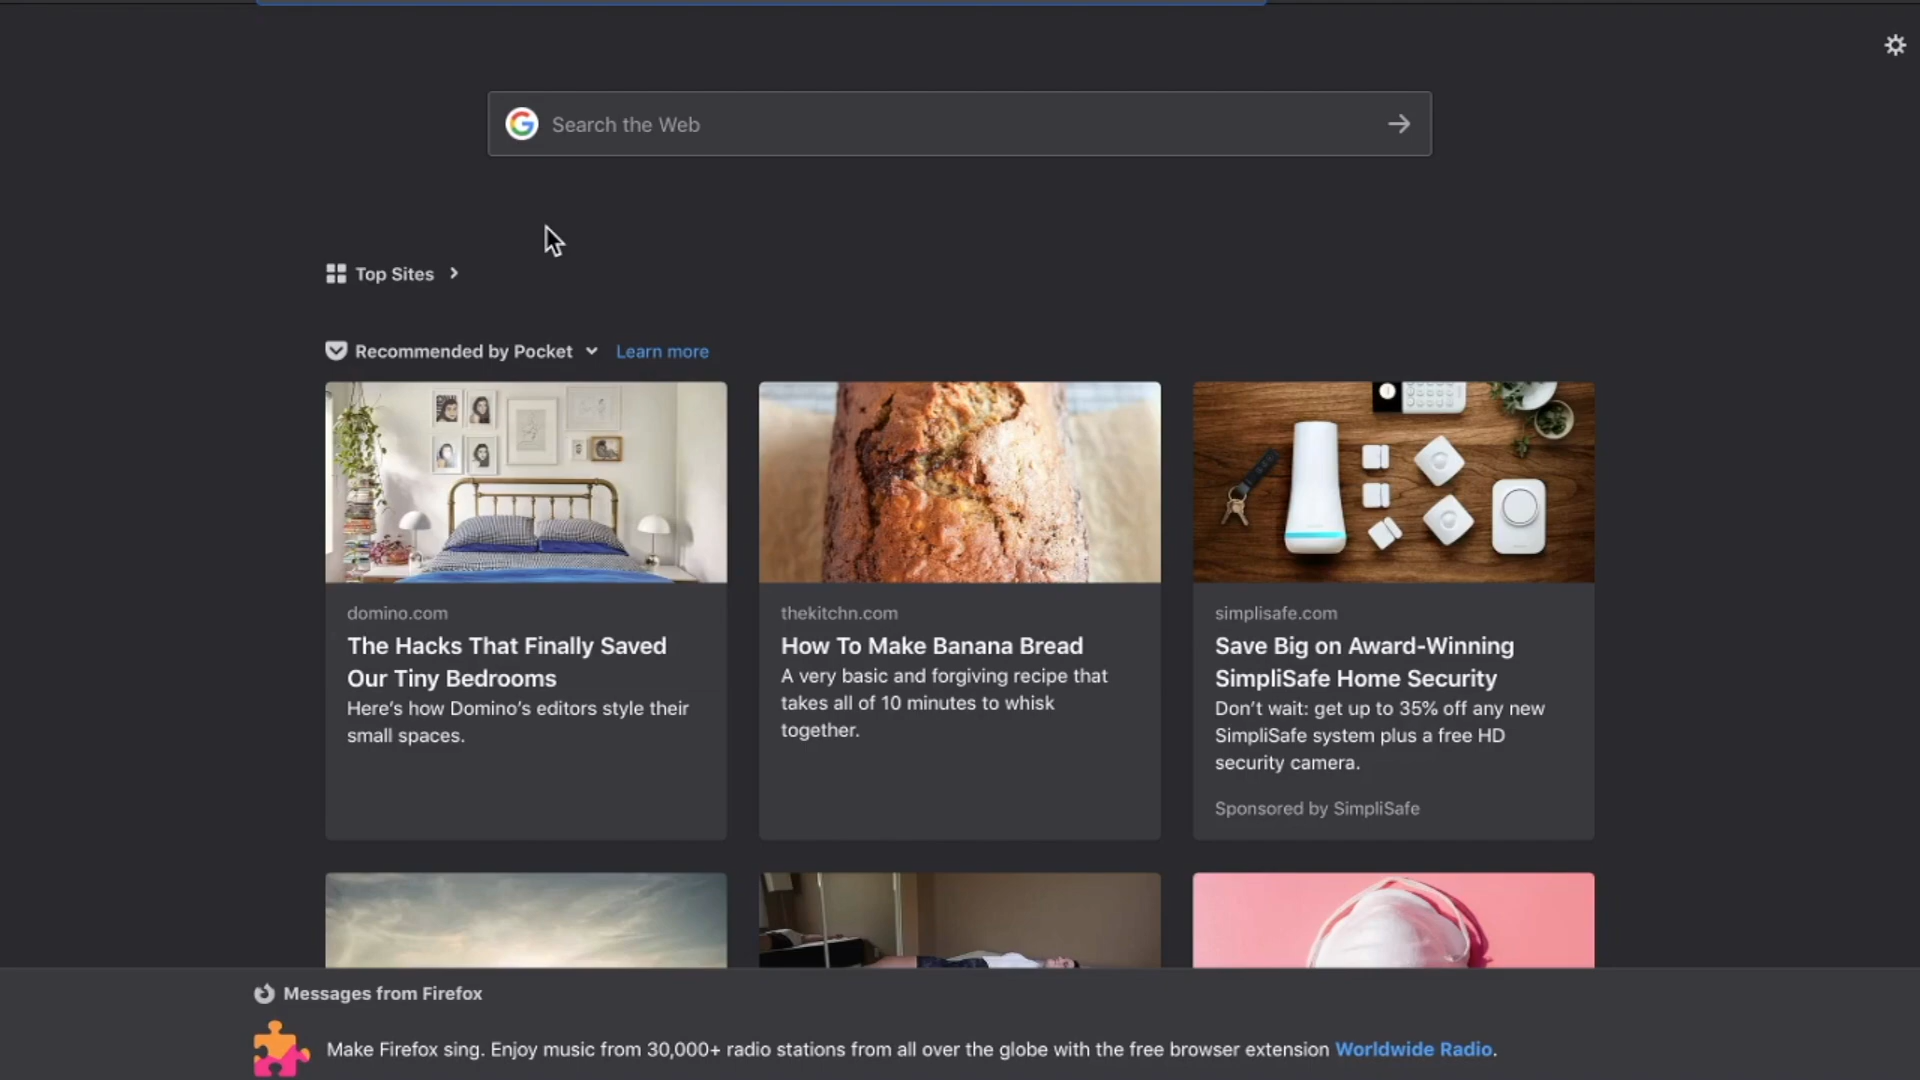 Search the Web
Top Sites
Recommended by Pocket Learn more
domino.com
The Hacks That Finally Saved
Our Tiny Bedrooms
Here’s how Domino’s editors style their
small spaces.
thekitchn.com
How To Make Banana Bread
A very basic and forgiving recipe that
takes all of 10 minutes to whisk
together.
simplisafe.com
Save Big on Award-Winning
SimpliSafe Home Security
Don’t wait: get up to 35% off any new
SimpliSafe system plus a free HD
security camera.
Sponsored by SimpliSafe
Messages from Firefox
Make Firefox sing. Enjoy music from 30,000+ radio stations from all over the globe with the free browser extension Worldwide Radio.